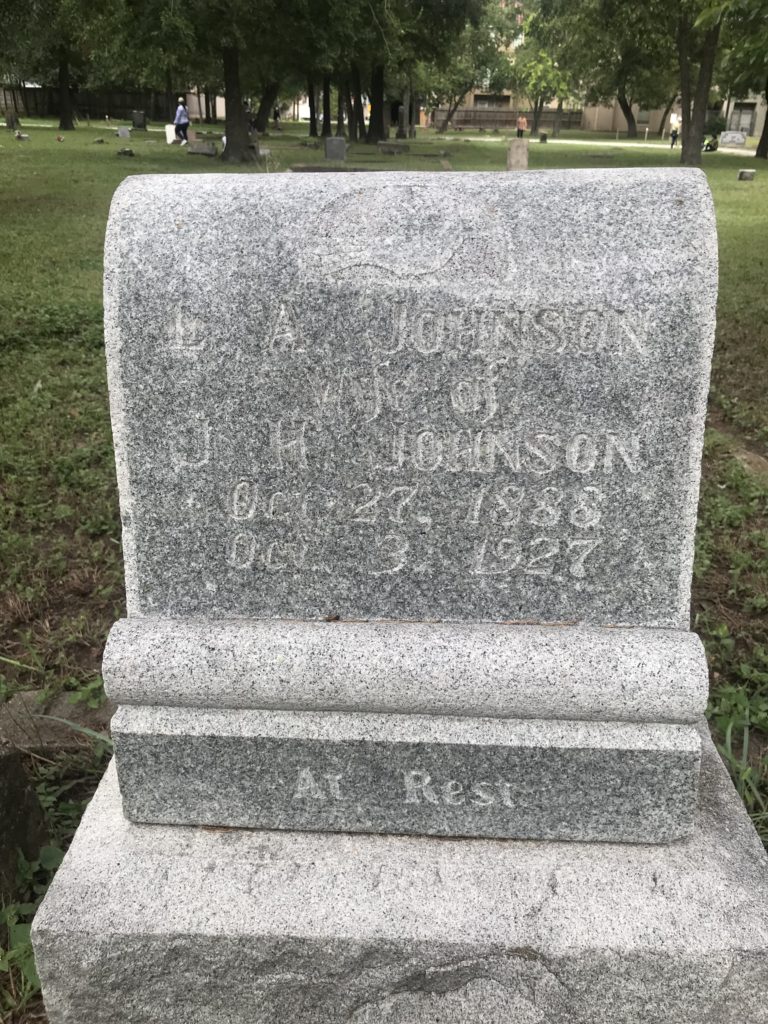 L A JOHNSON
wife of
J H JOHNSON
Oct 27, 1888
Oct. 3, 1927
At Rest